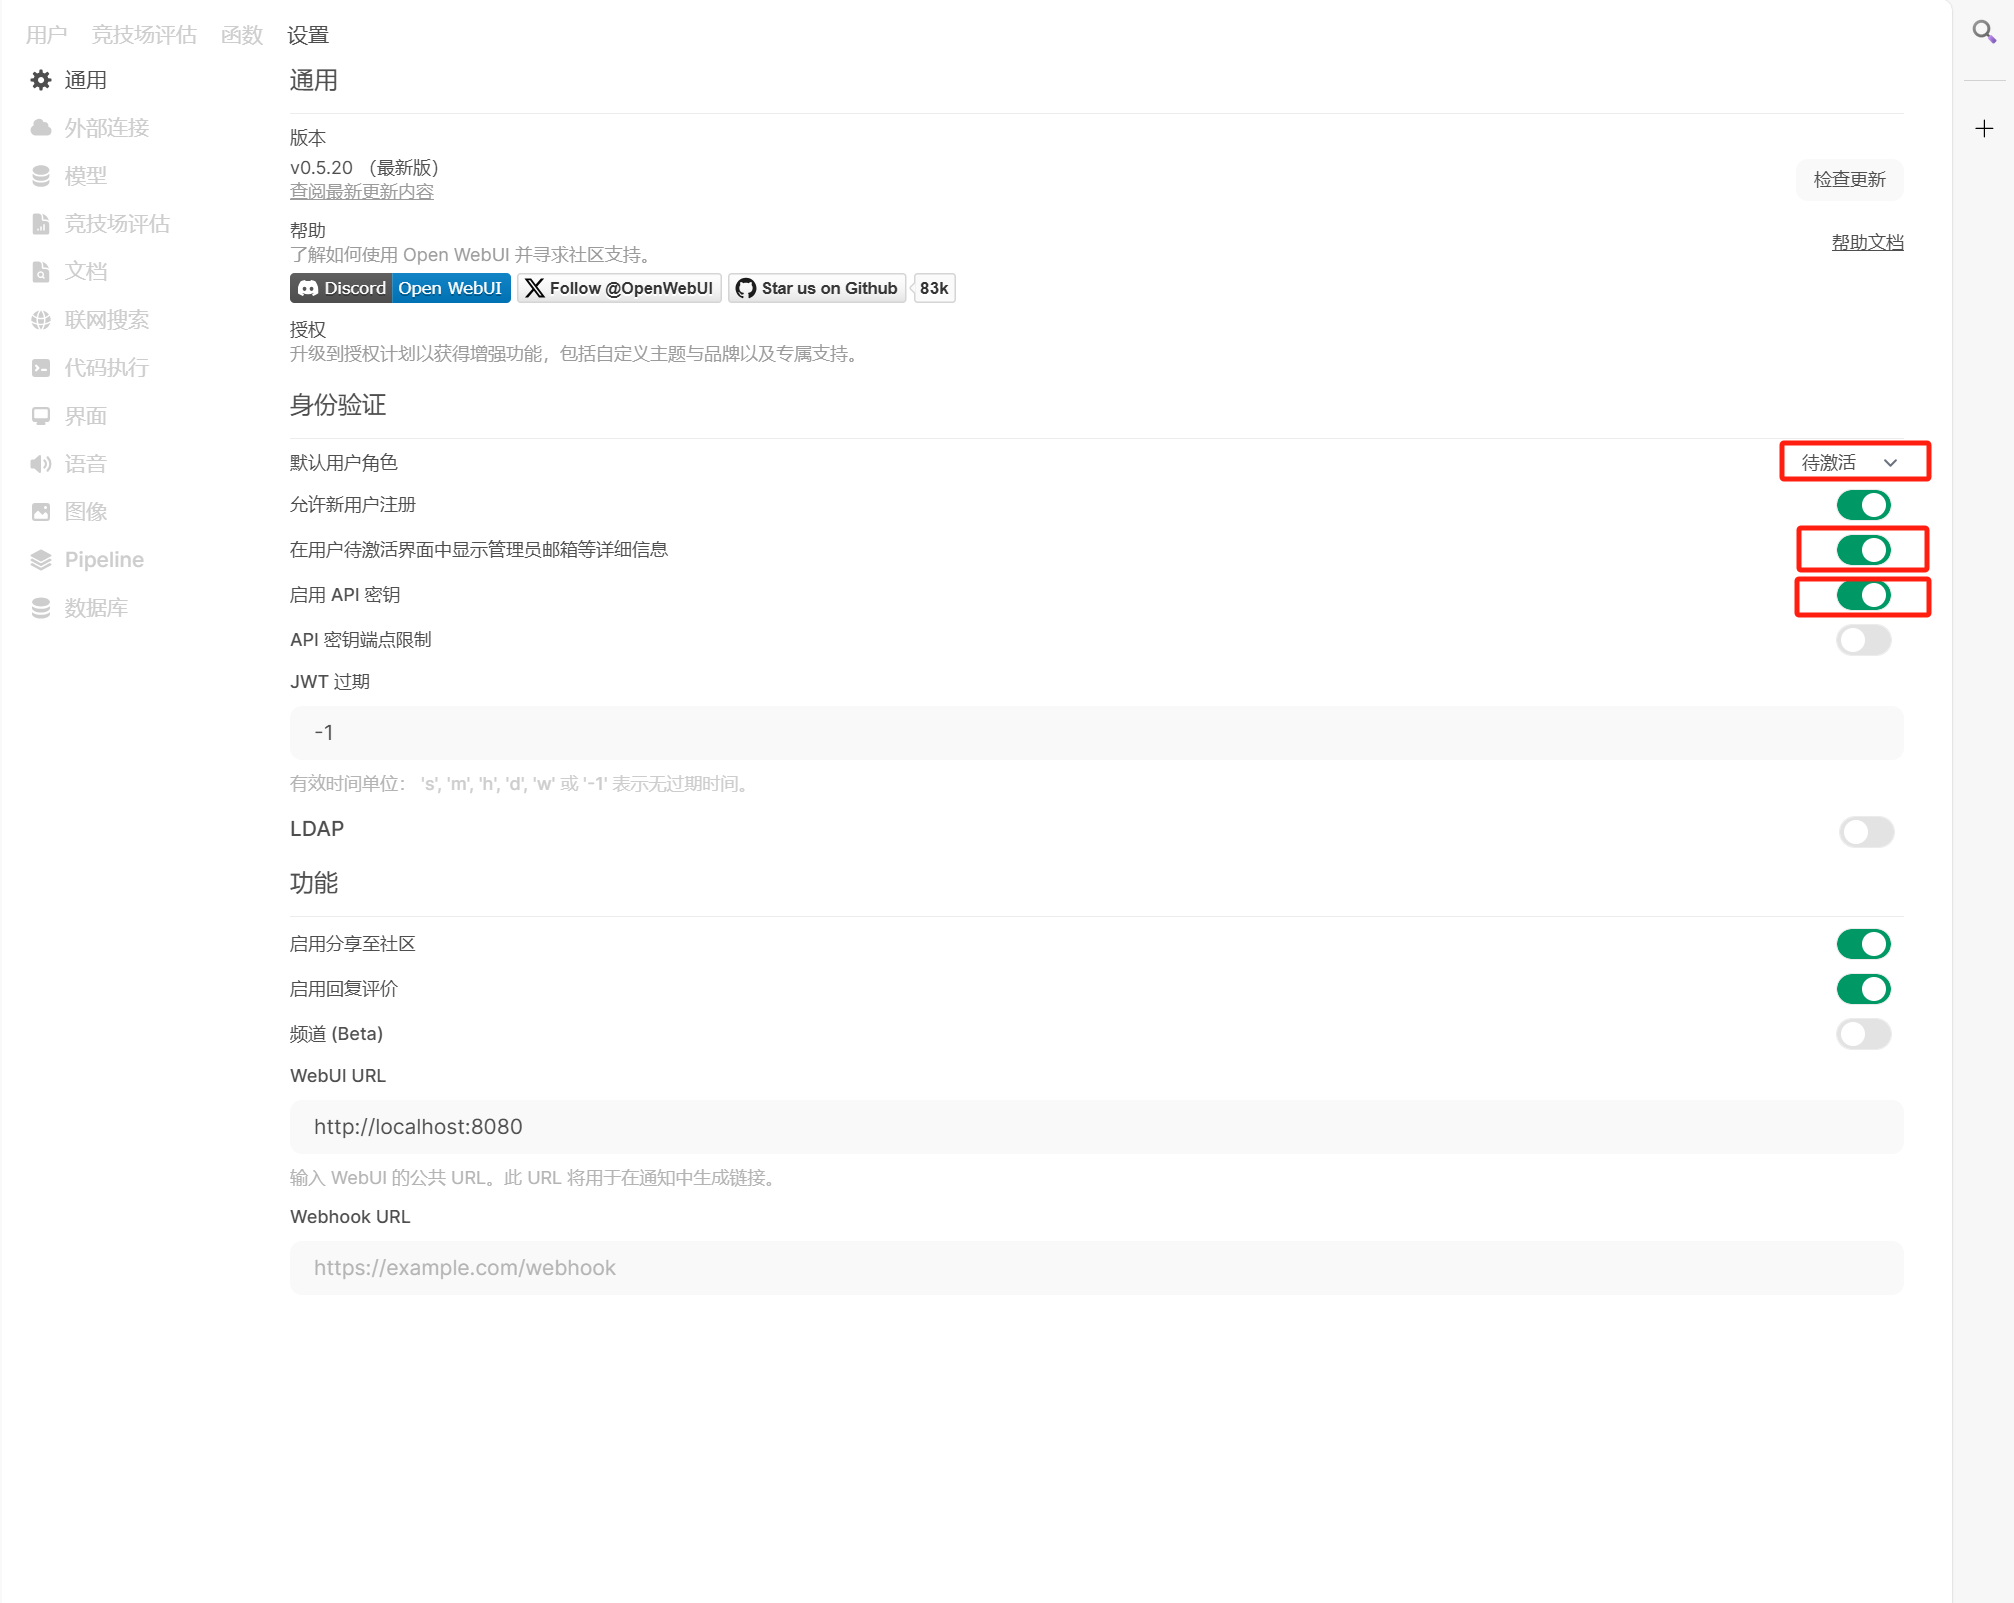 用户 竞技场评估 函数 设置
通用
外部连接
模型
竞技场评估
文档
联网搜索
代码执行
界面
语音
图像
Pipeline
数据库
通用
版本
v0.5.20 （最新版）
查阅最新更新内容
检查更新
帮助
了解如何使用 Open WebUI 并寻求社区支持。
帮助文档
Discord Open WebUI Follow @OpenWebUI Star us on Github 83k
授权
升级到授权计划以获得增强功能，包括自定义主题与品牌以及专属支持。
身份验证
默认用户角色 待激活
允许新用户注册
在用户待激活界面中显示管理员邮箱等详细信息
启用 API 密钥
API 密钥端点限制
JWT 过期
-1
有效时间单位： 's', 'm', 'h', 'd', 'w' 或 '-1' 表示无过期时间。
LDAP
功能
启用分享至社区
启用回复评价
频道 (Beta)
WebUI URL
http://localhost:8080
输入 WebUI 的公共 URL。此 URL 将用于在通知中生成链接。
Webhook URL
https://example.com/webhook